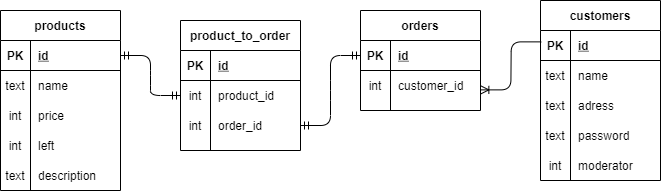 products
PK id
text name
int price
int left
text description
product_to_order
PK id
int product_id
int order_id
orders
PK id
int customer_id
customers
PK id
text name
text adress
text password
int moderator